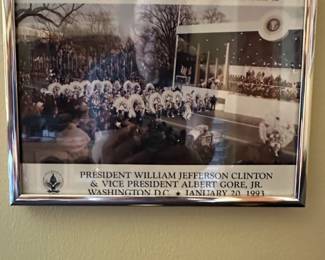 PRESIDENT WILLIAM JEFFERSON CLINTON
& VICE PRESIDENT ALBERT GORE, JR.
WASHINGTON D.C. ★ JANUARY 20, 1993